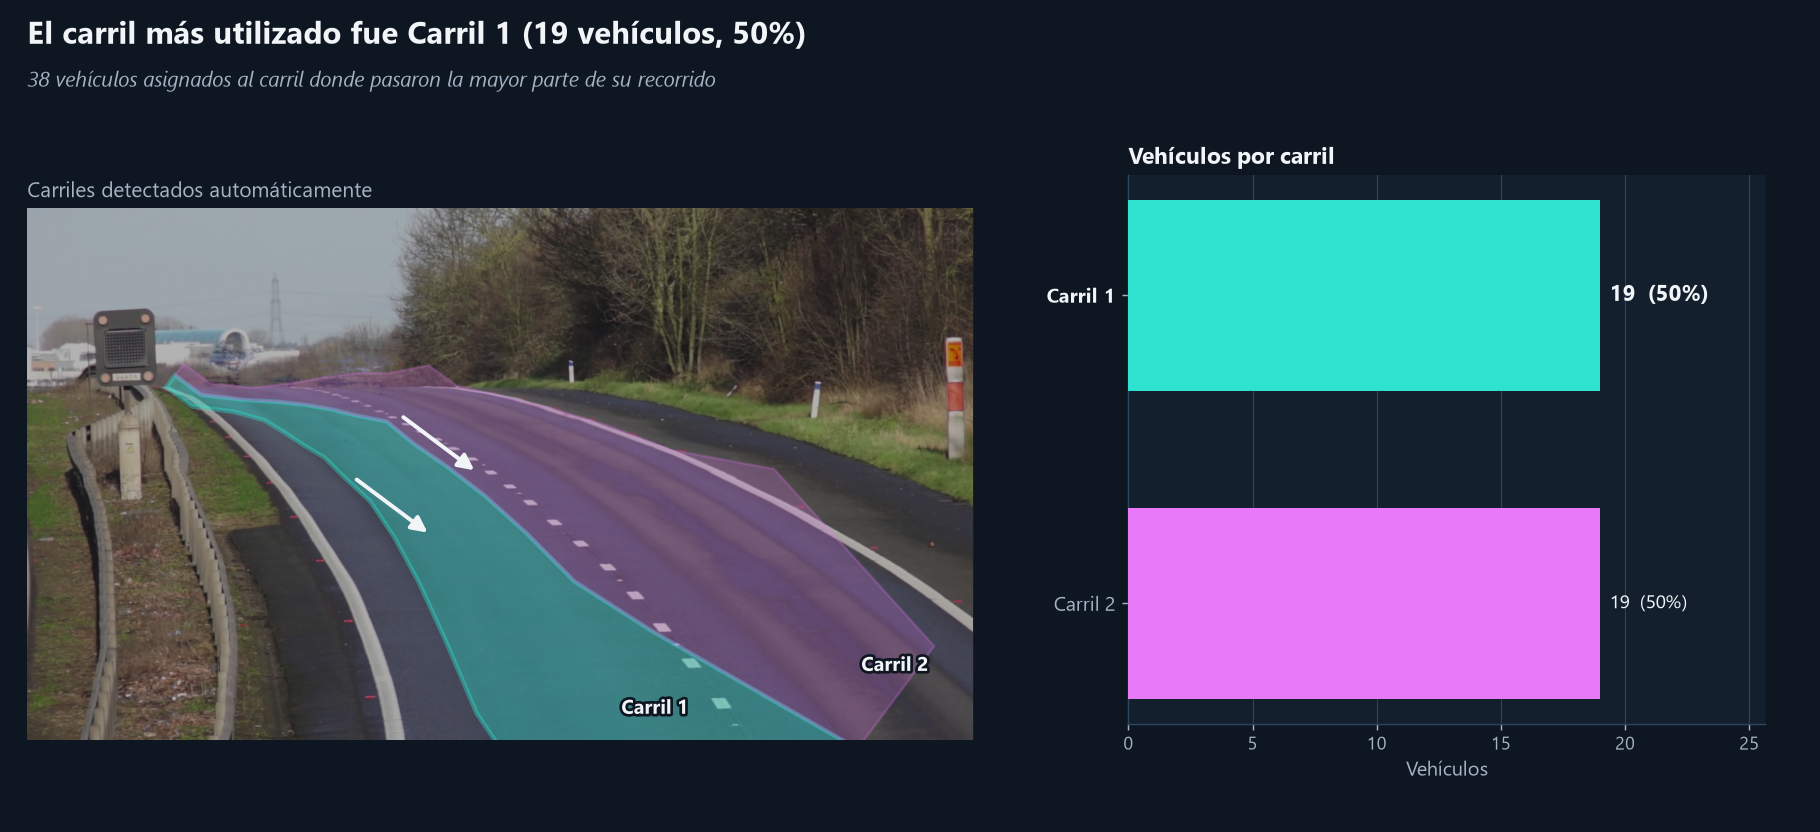 El carril más utilizado fue Carril 1 (19 vehículos, 50%)
38 vehículos asignados al carril donde pasaron la mayor parte de su recorrido
Carriles detectados automáticamente
Carril 2
Carril 1
Vehículos por carril
Carril 1
19 (50%)
Carril 2
19 (50%)
0 5 10 15 20 25
Vehículos